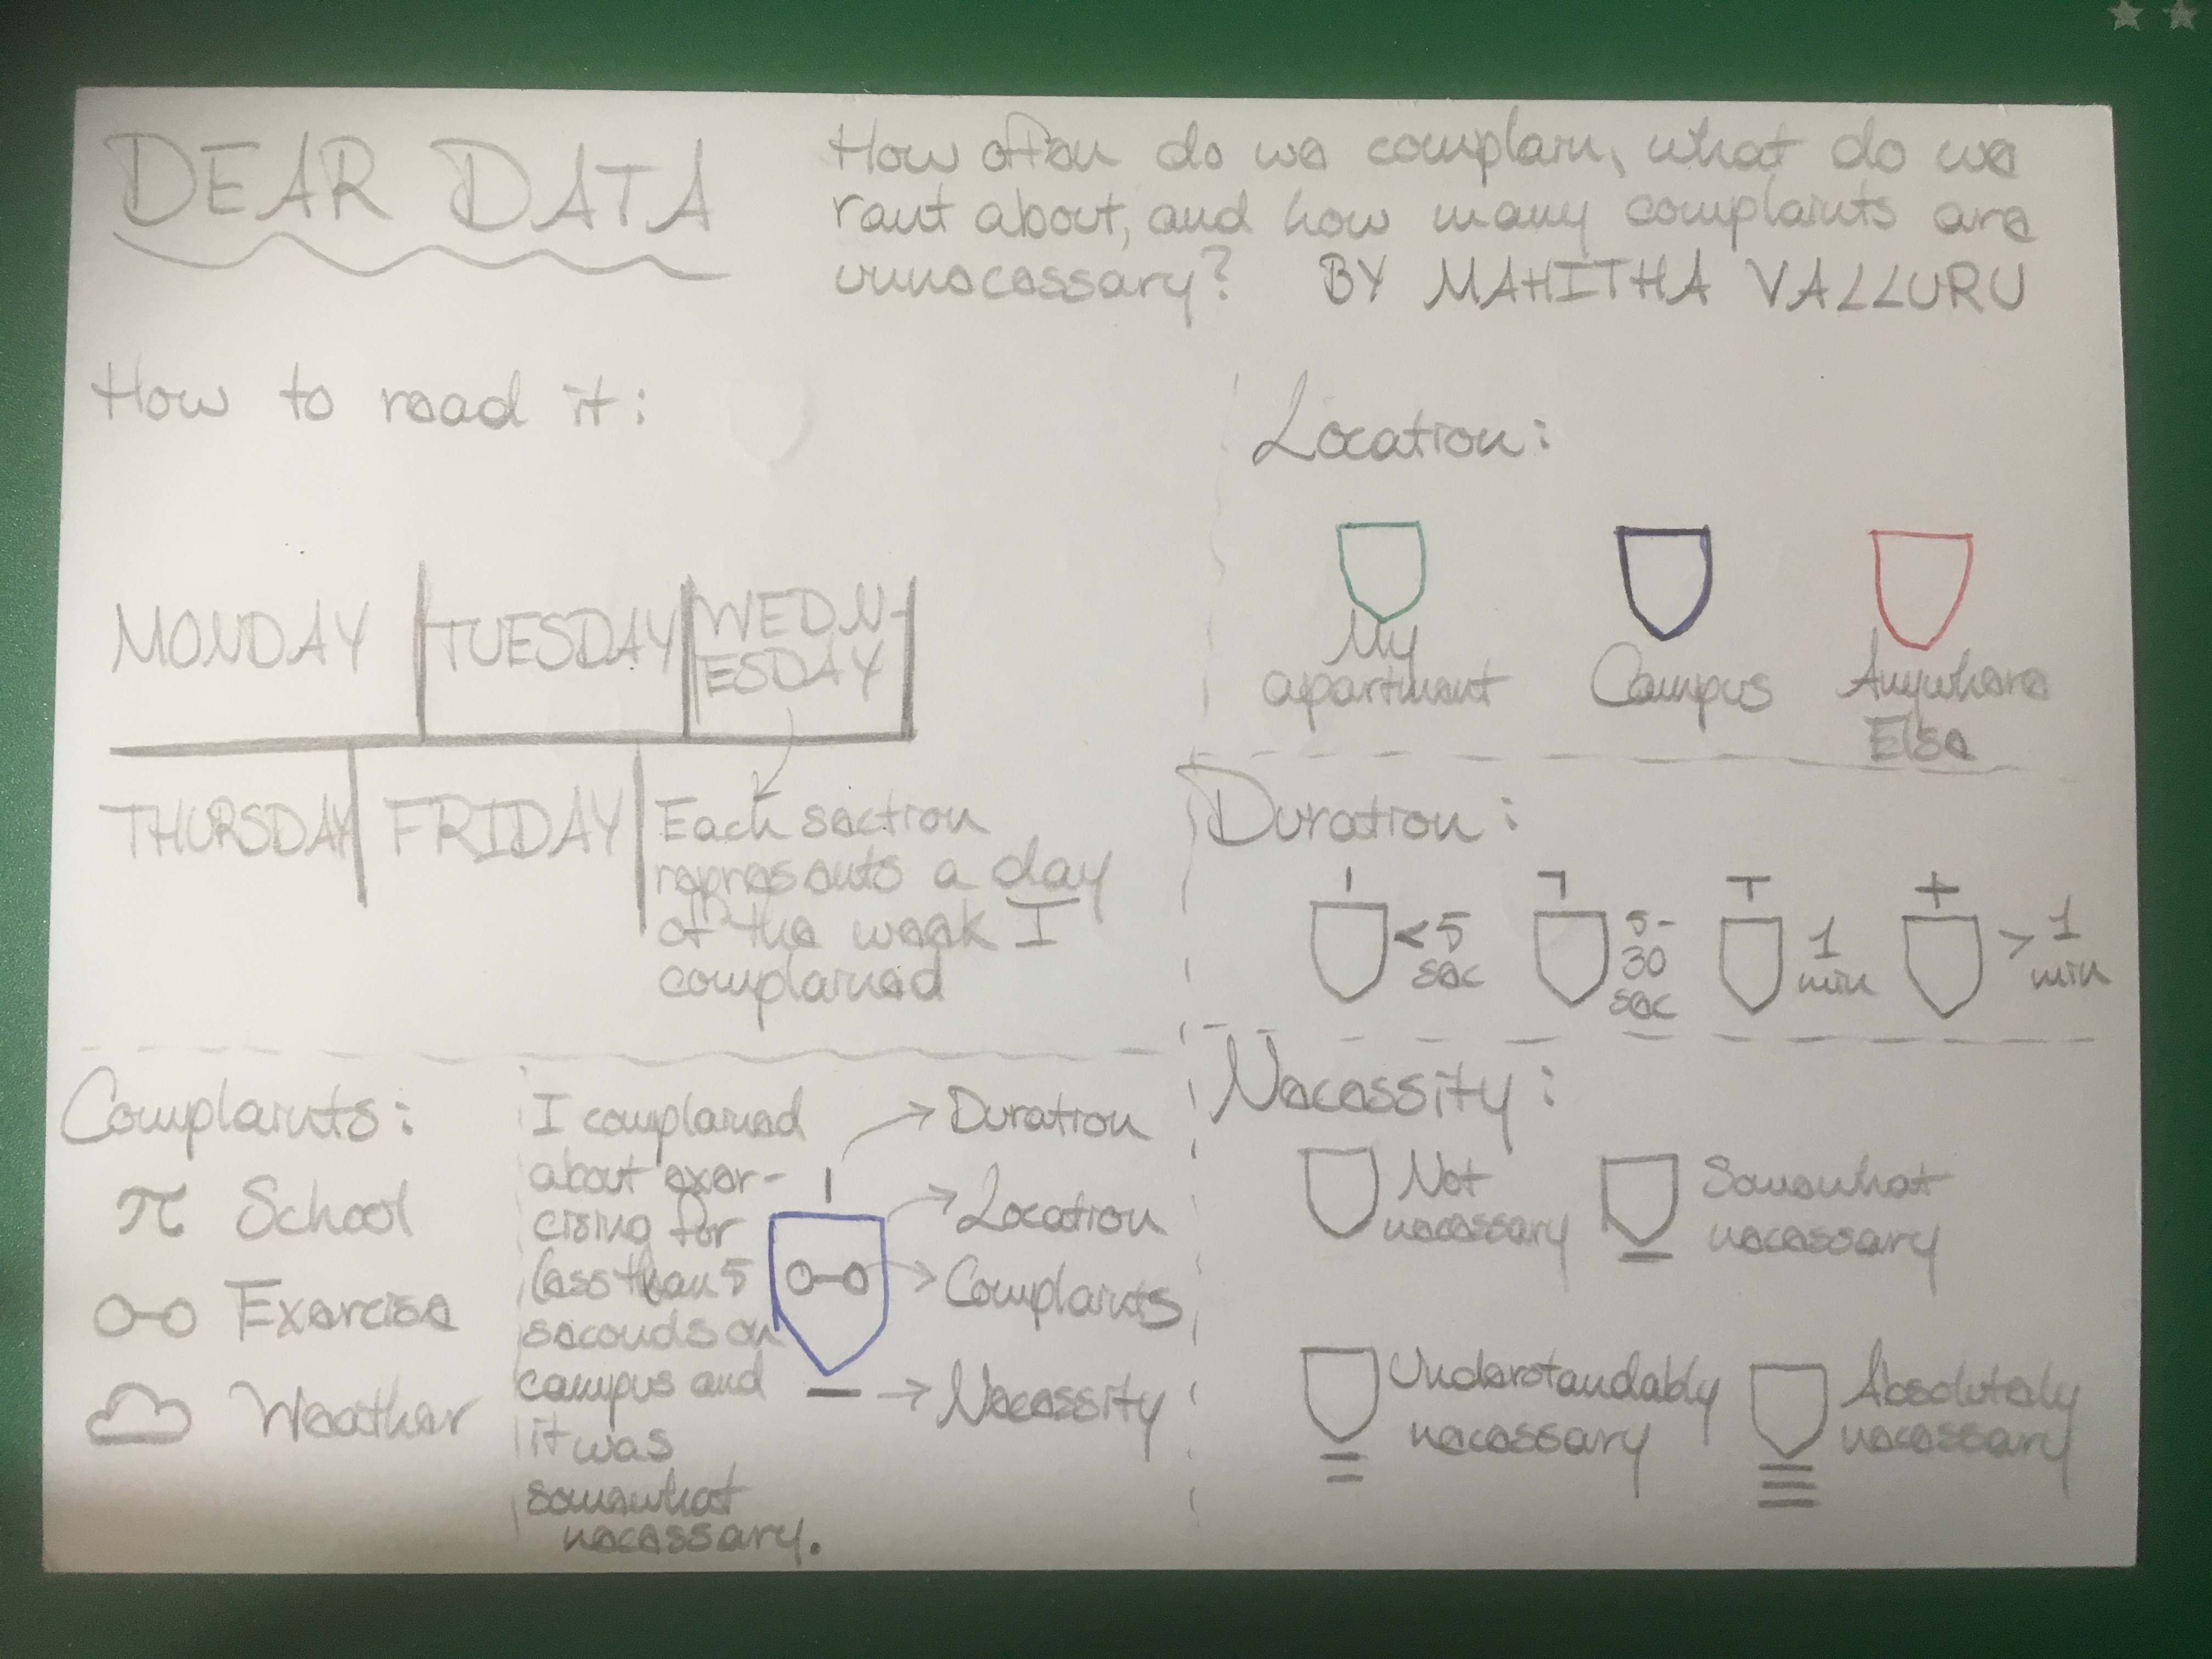 DEAR DATA
How often do we complain, what do we
rant about, and how many complaints are
unnecessary? BY MAHITHA VALLURU
How to read it:
MONDAY TUESDAY WEDN-
ESDAY
THURSDAY FRIDAY
Each section
represents a day
of the week I
complained
Location:
My
apartment
Campus
Anywhere
Else
Duration:
<5
sec
5-
30
sec
1
min
>1
min
Complaints:
π School
Exercise
Weather
I complained
about exer-
cising for
less than 5
seconds on
campus and
it was
somewhat
necessary.
Duration
Location
Complaints
Necessity
Necessity:
Not
necessary
Somewhat
necessary
Understandably
necessary
Absolutely
necessary